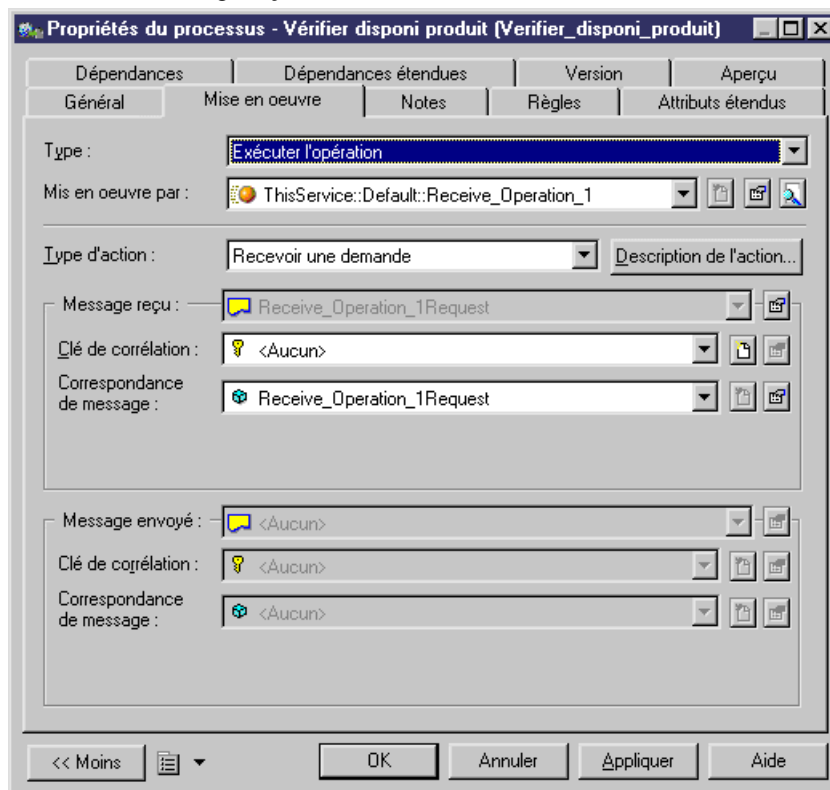 Propriétés du processus - Vérifier disponi produit (Verifier_disponi_produit)
Dépendances Dépendances étendues Version Aperçu
Général Mise en oeuvre Notes Règles Attributs étendus
Type : Exécuter l'opération
Mis en oeuvre par : ThisService::Default::Receive_Operation_1
Type d'action : Recevoir une demande Description de l'action...
Message reçu : Receive_Operation_1Request
Clé de corrélation : <Aucun>
Correspondance
de message : Receive_Operation_1Request
Message envoyé : <Aucun>
Clé de corrélation : <Aucun>
Correspondance
de message : <Aucun>
<< Moins OK Annuler Appliquer Aide